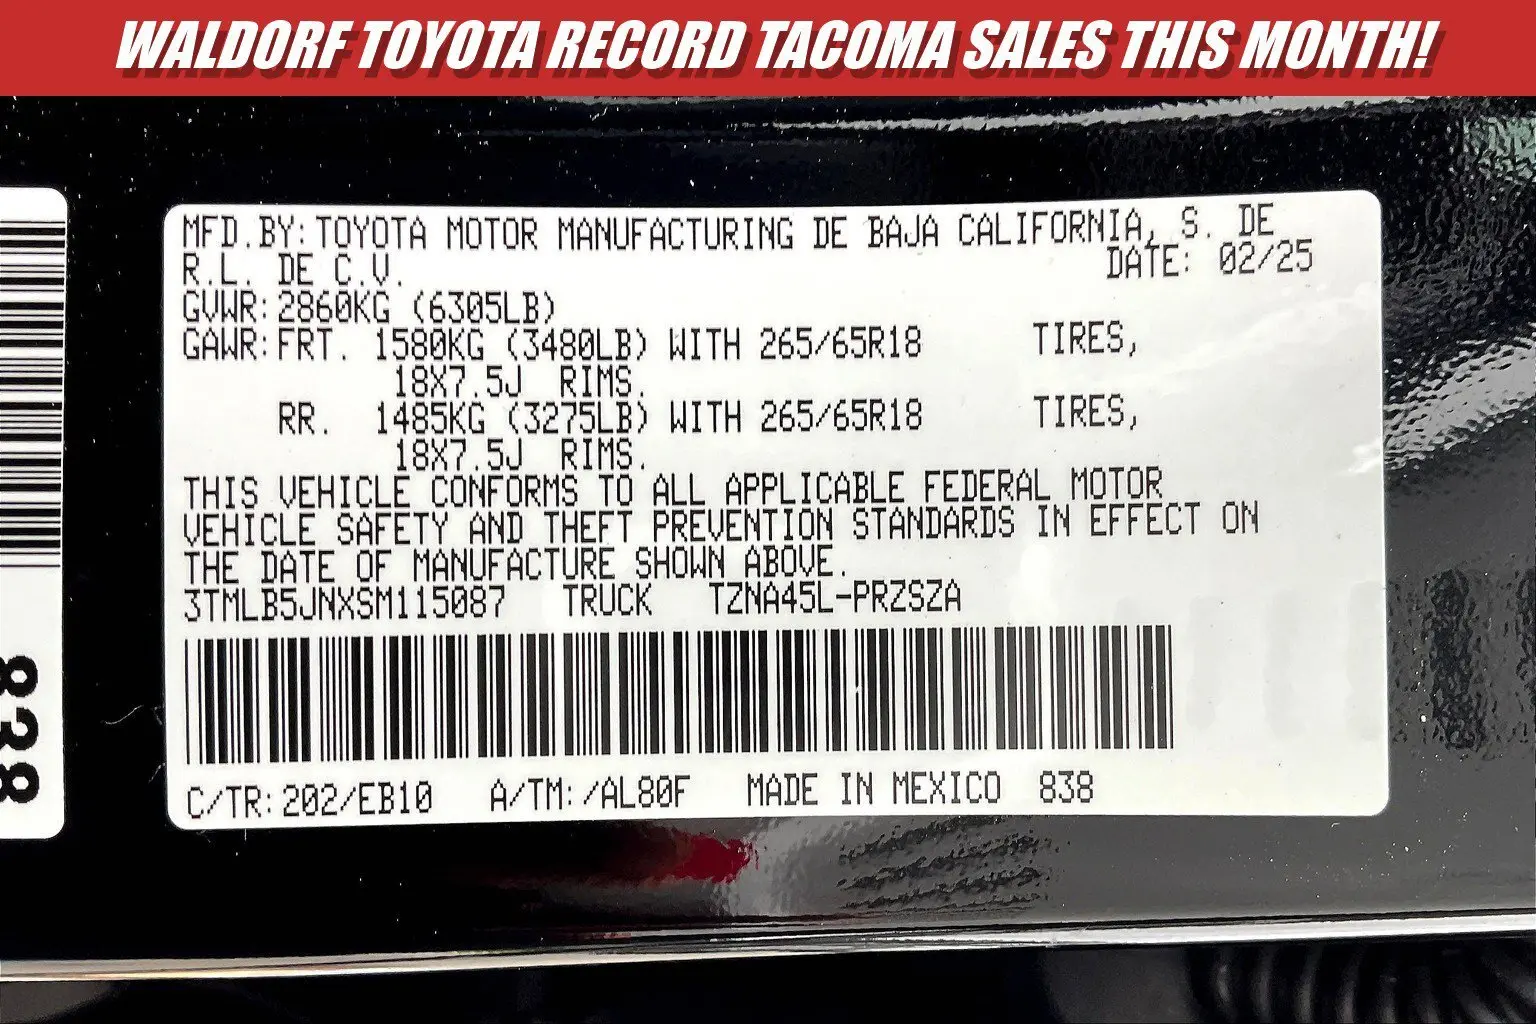 WALDORF TOYOTA RECORD TACOMA SALES THIS MONTH!
MFD.BY: TOYOTA MOTOR MANUFACTURING DE BAJA CALIFORNIA, S. DE
R.L. DE C.V. DATE: 02/25
GVWR: 2860KG (6305LB)
GAWR: FRT. 1580KG (3480LB) WITH 265/65R18 TIRES,
18X7.5J RIMS.
RR. 1485KG (3275LB) WITH 265/65R18 TIRES,
18X7.5J RIMS.
THIS VEHICLE CONFORMS TO ALL APPLICABLE FEDERAL MOTOR
VEHICLE SAFETY AND THEFT PREVENTION STANDARDS IN EFFECT ON
THE DATE OF MANUFACTURE SHOWN ABOVE.
3TMLB5JNXSM115087 TRUCK TZNA45L-PRZSZA
C/TR: 202/EB10 A/TM: /AL80F MADE IN MEXICO 838
838